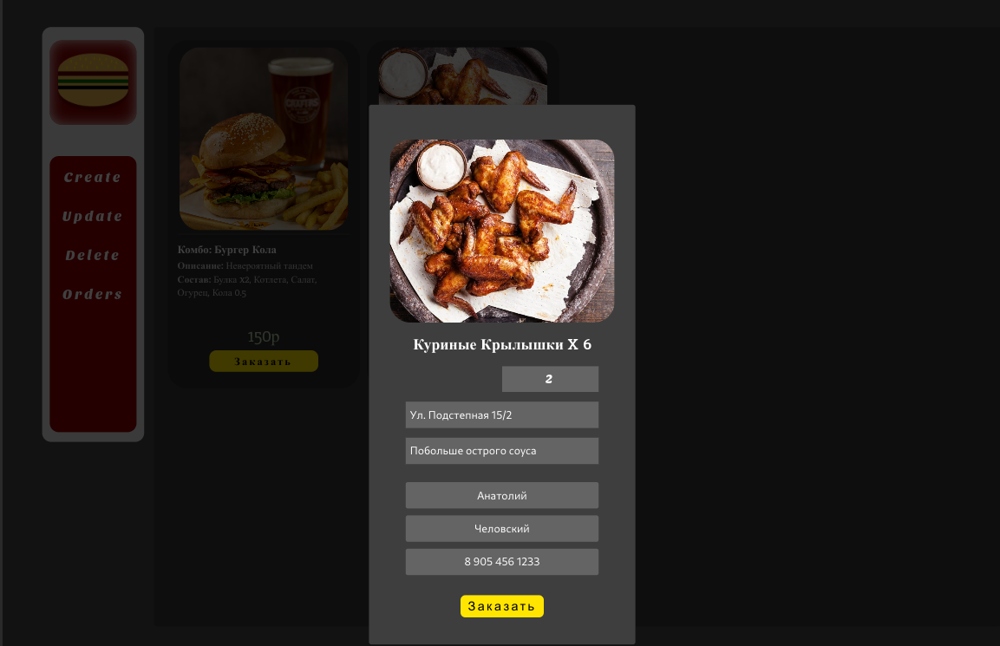 Create
Update
Delete
Orders
Комбо: Бургер Кола
Описание: Невероятный тандем
Состав: Булка X2, Котлета, Салат,
Огурец, Кола 0.5
150р
Заказать
Куриные Крылышки X 6
2
Ул. Подстепная 15/2
Побольше острого соуса
Анатолий
Человский
8 905 456 1233
Заказать